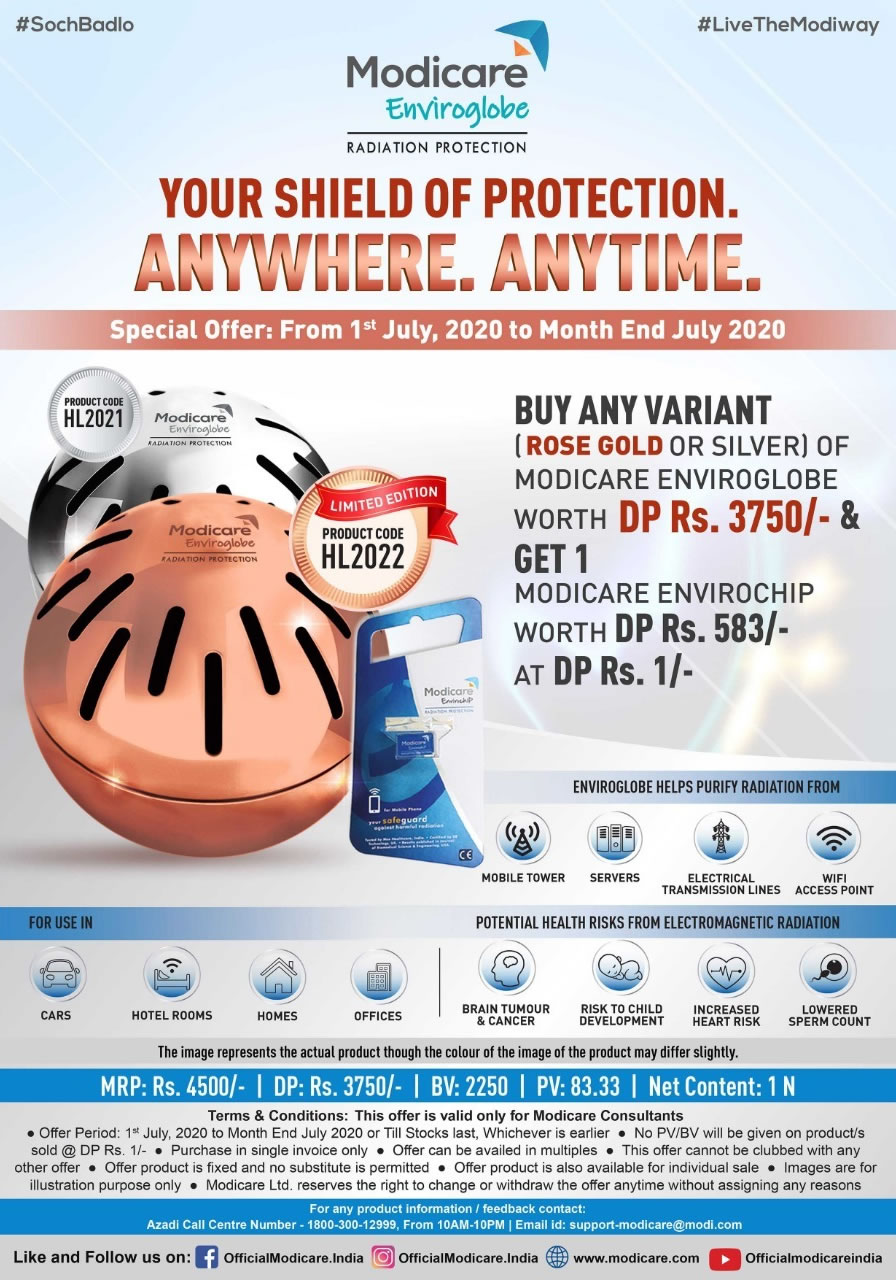 #SochBadlo
#LiveTheModiway
Modicare
Enviroglobe
RADIATION PROTECTION
YOUR SHIELD OF PROTECTION.
ANYWHERE. ANYTIME.
Special Offer: From 1st July, 2020 to Month End July 2020
PRODUCT CODE
HL2021
Modicare
Enviroglobe
RADIATION PROTECTION
LIMITED EDITION
PRODUCT CODE
HL2022
Modicare
Enviroglobe
RADIATION PROTECTION
BUY ANY VARIANT
(ROSE GOLD OR SILVER) OF
MODICARE ENVIROGLOBE
WORTH DP Rs. 3750/- &
GET 1
MODICARE ENVIROCHIP
WORTH DP Rs. 583/-
AT DP Rs. 1/-
Modicare
Envirochip
RADIATION PROTECTION
Modicare
for Mobile Phone
your safeguard
against harmful radiation
CE
ENVIROGLOBE HELPS PURIFY RADIATION FROM
MOBILE TOWER
SERVERS
ELECTRICAL
TRANSMISSION LINES
WIFI
ACCESS POINT
FOR USE IN
CARS
HOTEL ROOMS
HOMES
OFFICES
POTENTIAL HEALTH RISKS FROM ELECTROMAGNETIC RADIATION
BRAIN TUMOUR
& CANCER
RISK TO CHILD
DEVELOPMENT
INCREASED
HEART RISK
LOWERED
SPERM COUNT
The image represents the actual product though the colour of the image of the product may differ slightly.
MRP: Rs. 4500/- | DP: Rs. 3750/- | BV: 2250 | PV: 83.33 | Net Content: 1 N
Terms & Conditions: This offer is valid only for Modicare Consultants
● Offer Period: 1st July, 2020 to Month End July 2020 or Till Stocks last, Whichever is earlier ● No PV/BV will be given on product/s
sold @ DP Rs. 1/- ● Purchase in single invoice only ● Offer can be availed in multiples ● This offer cannot be clubbed with any
other offer ● Offer product is fixed and no substitute is permitted ● Offer product is also available for individual sale ● Images are for
illustration purpose only ● Modicare Ltd. reserves the right to change or withdraw the offer anytime without assigning any reasons
For any product information / feedback contact:
Azadi Call Centre Number - 1800-300-12999, From 10AM-10PM | Email id: support-modicare@modi.com
Like and Follow us on: OfficialModicare.India OfficialModicare.India www.modicare.com Officialmodicareindia